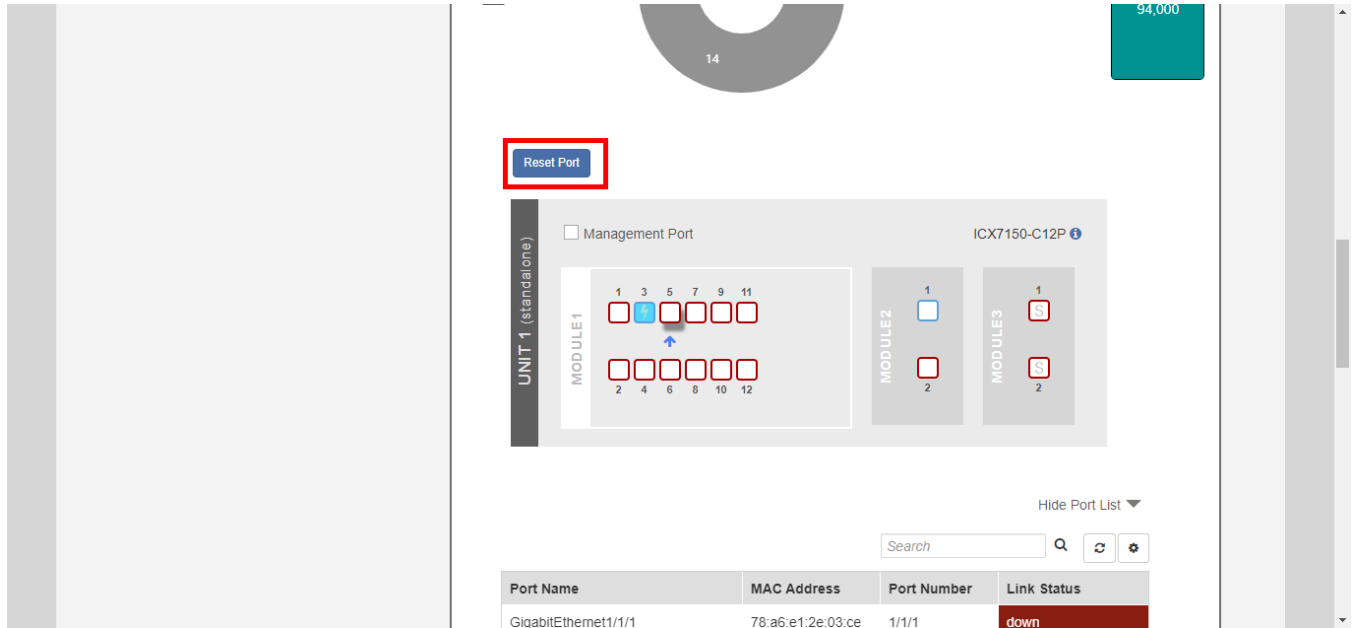 94,000
14
Reset Port
UNIT 1 (standalone)
Management Port
ICX7150-C12P
MODULE1
1 3 5 7 9 11
2 4 6 8 10 12
MODULE2
1
2
MODULE3
1
S
S
2
Hide Port List
Search
Port Name MAC Address Port Number Link Status
GigabitEthernet1/1/1 78:a6:e1:2e:03:ce 1/1/1 down